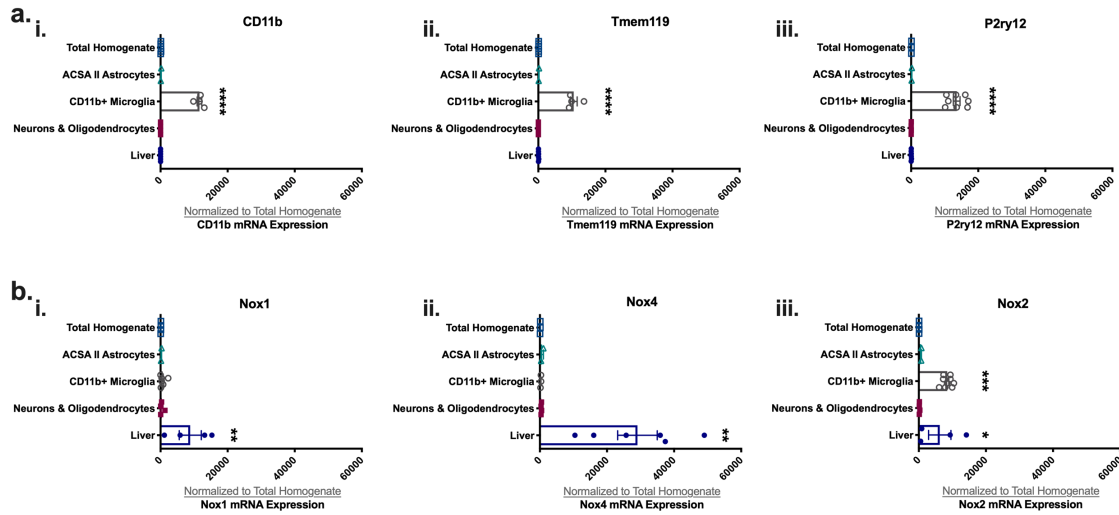 a.
i.
CD11b
Total Homogenate
ACSA II Astrocytes
CD11b+ Microglia
****
Neurons & Oligodendrocytes
Liver
0
20000
40000
60000
Normalized to Total Homogenate
CD11b mRNA Expression
ii.
Tmem119
Total Homogenate
ACSA II Astrocytes
CD11b+ Microglia
****
Neurons & Oligodendrocytes
Liver
0
20000
40000
60000
Normalized to Total Homogenate
Tmem119 mRNA Expression
iii.
P2ry12
Total Homogenate
ACSA II Astrocytes
CD11b+ Microglia
****
Neurons & Oligodendrocytes
Liver
0
20000
40000
60000
Normalized to Total Homogenate
P2ry12 mRNA Expression
b.
i.
Nox1
Total Homogenate
ACSA II Astrocytes
CD11b+ Microglia
Neurons & Oligodendrocytes
Liver
**
0
20000
40000
60000
Normalized to Total Homogenate
Nox1 mRNA Expression
ii.
Nox4
Total Homogenate
ACSA II Astrocytes
CD11b+ Microglia
Neurons & Oligodendrocytes
Liver
**
0
20000
40000
60000
Normalized to Total Homogenate
Nox4 mRNA Expression
iii.
Nox2
Total Homogenate
ACSA II Astrocytes
CD11b+ Microglia
***
Neurons & Oligodendrocytes
Liver
*
0
20000
40000
60000
Normalized to Total Homogenate
Nox2 mRNA Expression